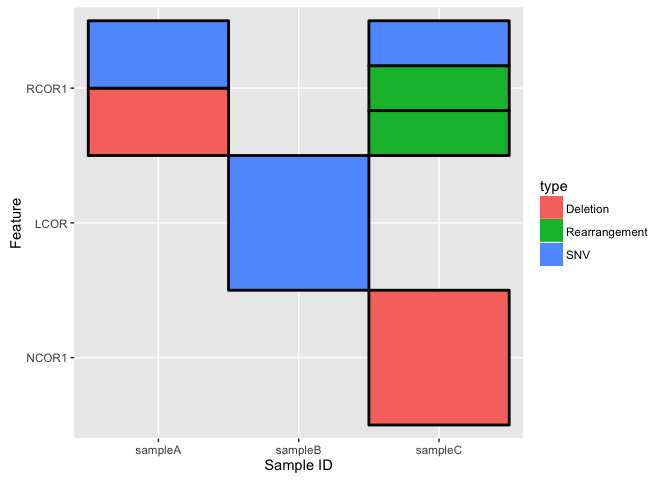 RCOR1
LCOR
NCOR1
Feature
sampleA
sampleB
sampleC
Sample ID
type
Deletion
Rearrangement
SNV